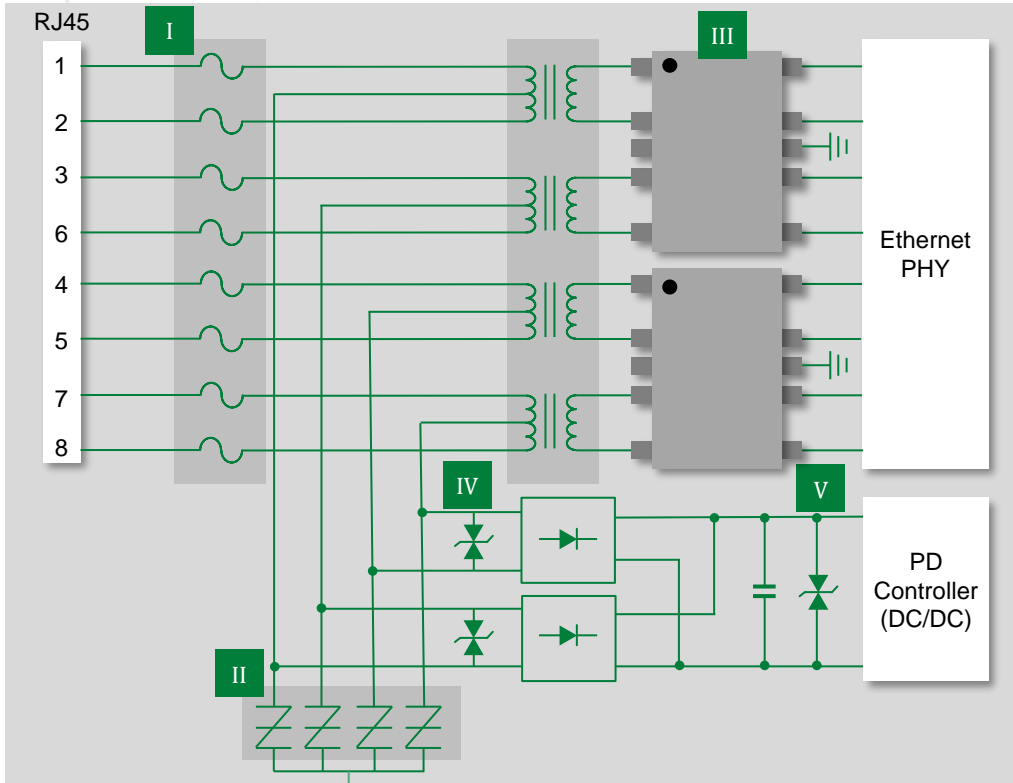 RJ45
I
III
1
2
3
6
4
5
7
8
Ethernet
PHY
IV
V
PD
Controller
(DC/DC)
II